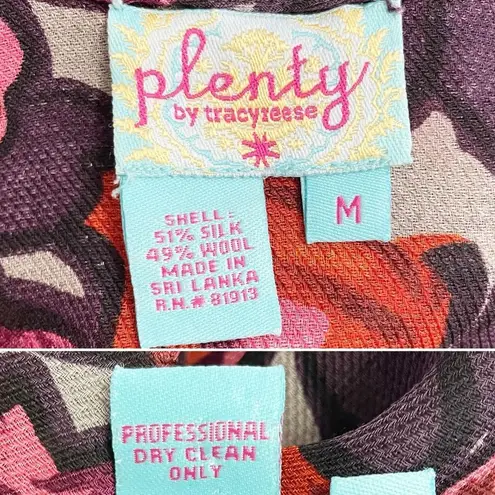 plenty
by tracyreese
SHELL:
51% SILK
49% WOOL
MADE IN
SRI LANKA
R.N.# 81913
M
PROFESSIONAL
DRY CLEAN
ONLY